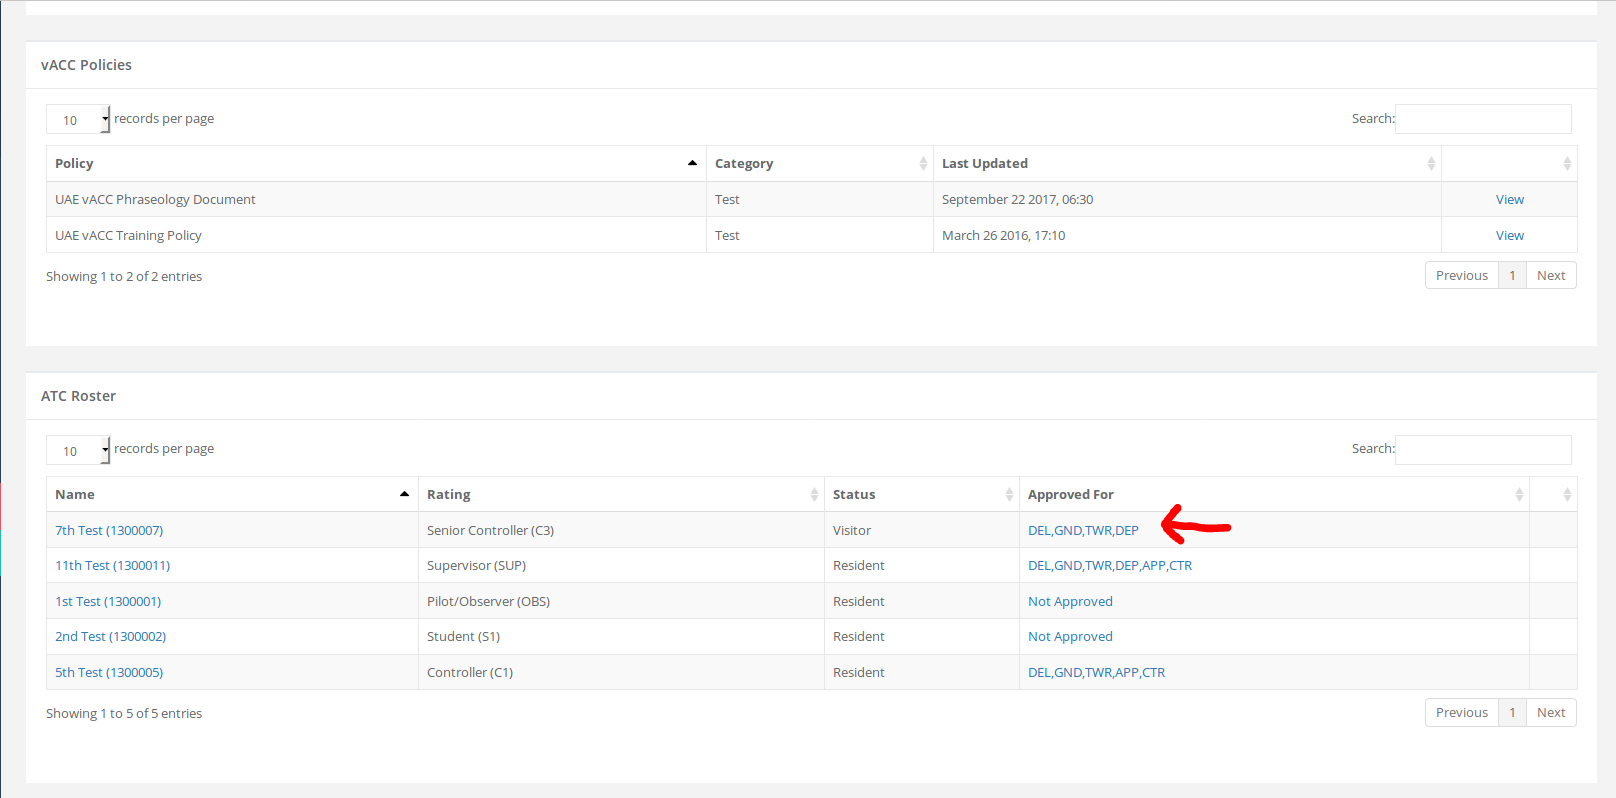 vACC Policies
10 records per page Search:
Policy Category Last Updated
UAE vACC Phraseology Document Test September 22 2017, 06:30 View
UAE vACC Training Policy Test March 26 2016, 17:10 View
Showing 1 to 2 of 2 entries Previous 1 Next
ATC Roster
10 records per page Search:
Name Rating Status Approved For
7th Test (1300007) Senior Controller (C3) Visitor DEL,GND,TWR,DEP
11th Test (1300011) Supervisor (SUP) Resident DEL,GND,TWR,DEP,APP,CTR
1st Test (1300001) Pilot/Observer (OBS) Resident Not Approved
2nd Test (1300002) Student (S1) Resident Not Approved
5th Test (1300005) Controller (C1) Resident DEL,GND,TWR,APP,CTR
Showing 1 to 5 of 5 entries Previous 1 Next